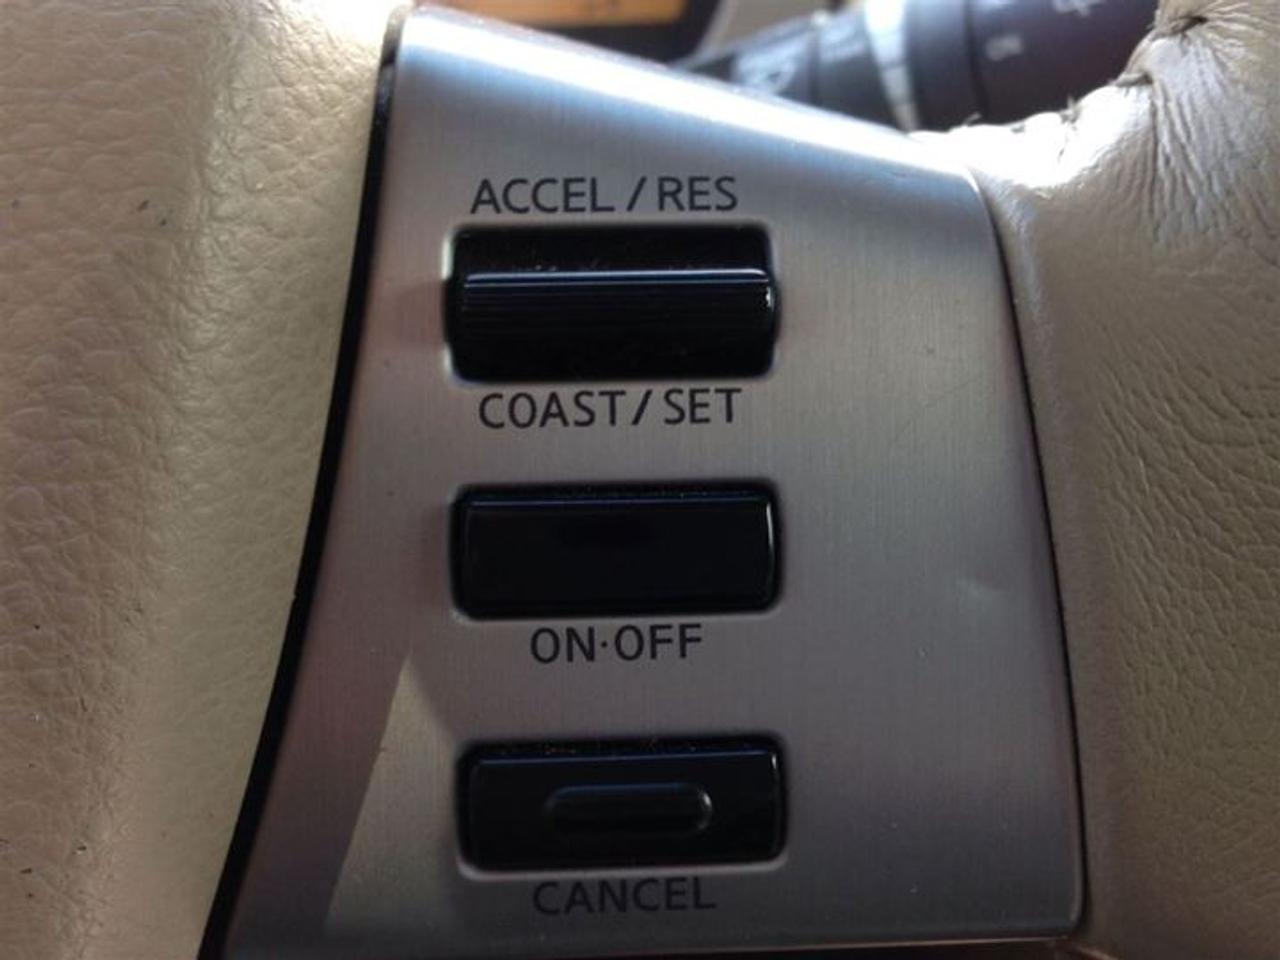 ACCEL / RES
COAST / SET
ON·OFF
CANCEL